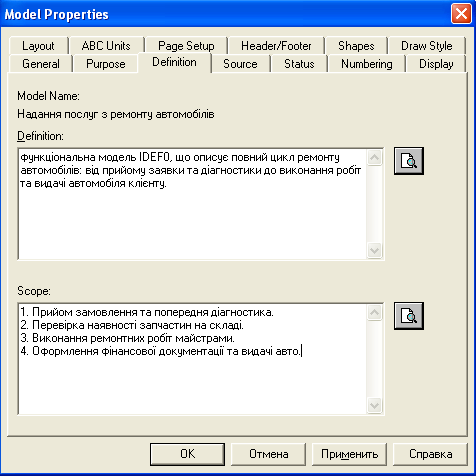 Model Properties
Layout ABC Units Page Setup Header/Footer Shapes Draw Style
General Purpose Definition Source Status Numbering Display
Model Name:
Надання послуг з ремонту автомобілів
Definition:
функціональна модель IDEF0, що описує повний цикл ремонту
автомобілів: від прийому заявки та діагностики до виконання робіт
та видачі автомобіля клієнту.
Scope:
1. Прийом замовлення та попередня діагностика.
2. Перевірка наявності запчастин на складі.
3. Виконання ремонтних робіт майстрами.
4. Оформлення фінансової документації та видачі авто.
OK Отмена Применить Справка